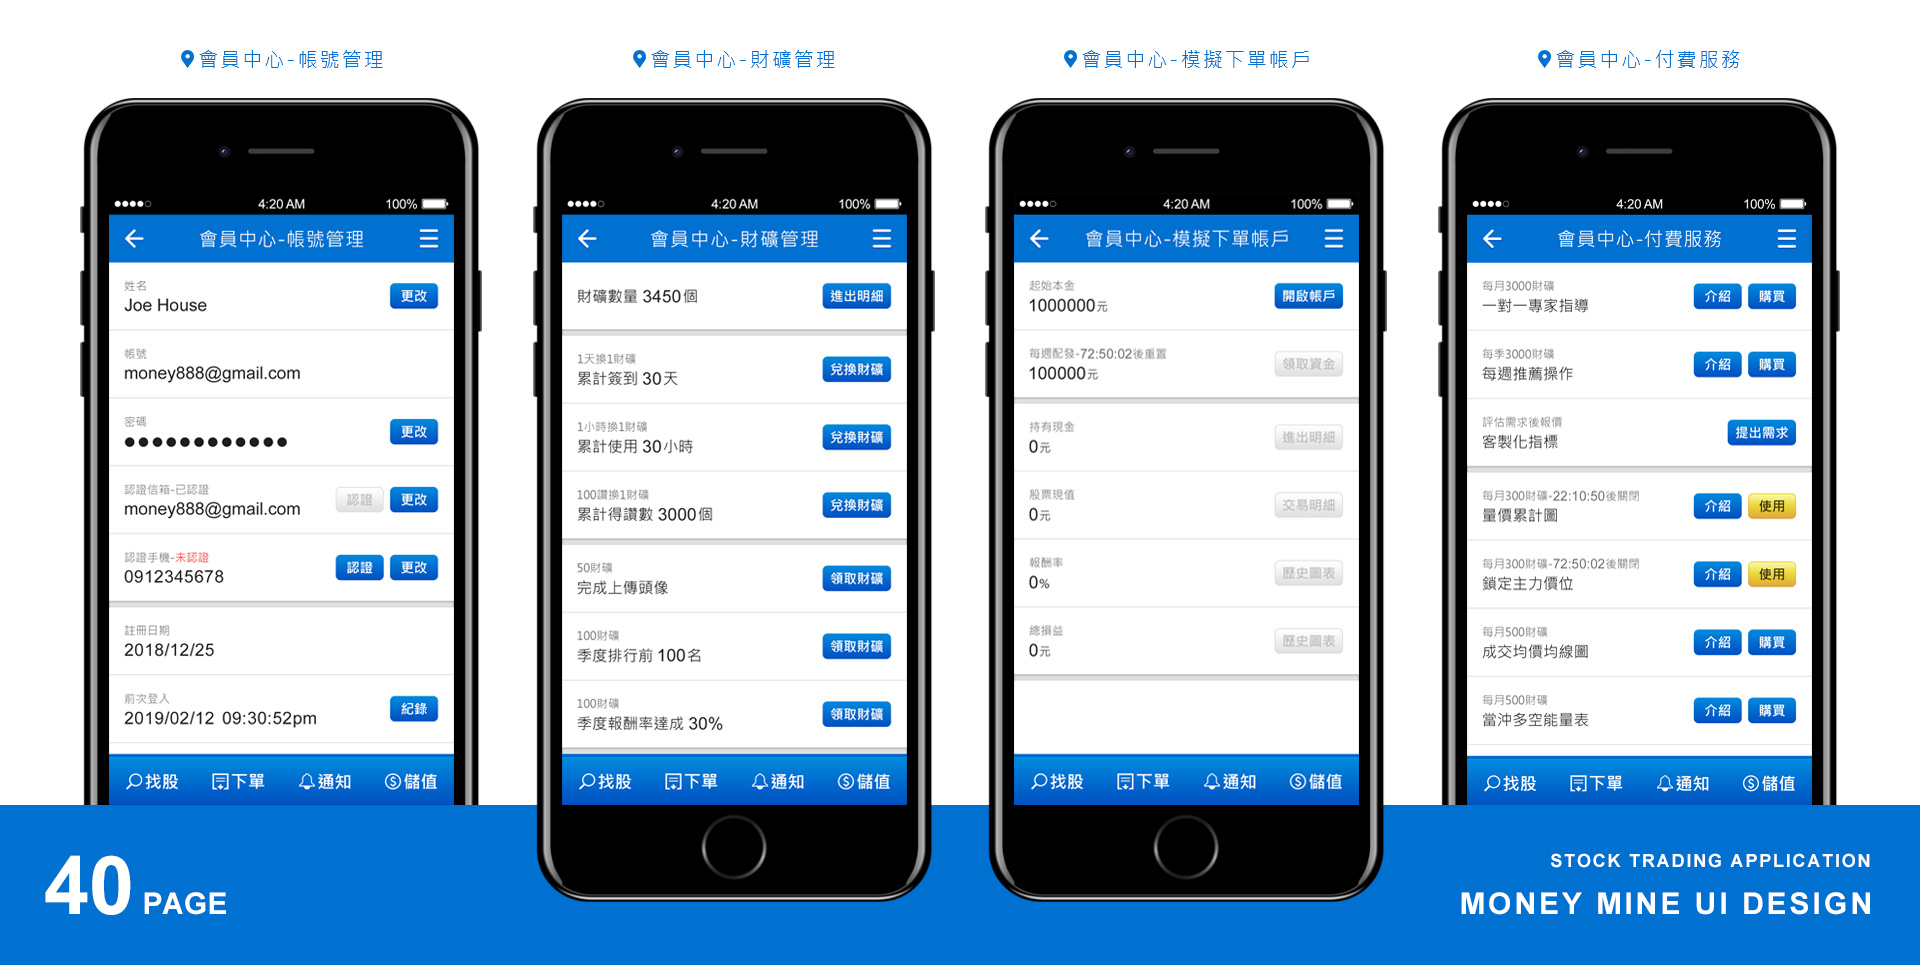 會員中心-帳號管理
會員中心-財礦管理
會員中心-模擬下單帳戶
會員中心-付費服務
4:20 AM 100%
會員中心-帳號管理
姓名
Joe House
更改
帳號
money888@gmail.com
密碼
●●●●●●●●●●●●
更改
認證信箱-已認證
money888@gmail.com
認證 更改
認證手機-未認證
0912345678
認證 更改
註冊日期
2018/12/25
前次登入
2019/02/12 09:30:52pm
紀錄
找股 下單 通知 儲值
4:20 AM 100%
會員中心-財礦管理
財礦數量 3450個
進出明細
1天換1財礦
累計簽到 30天
兌換財礦
1小時換1財礦
累計使用 30小時
兌換財礦
100讚換1財礦
累計得讚數 3000個
兌換財礦
50財礦
完成上傳頭像
領取財礦
100財礦
季度排行前 100名
領取財礦
100財礦
季度報酬率達成 30%
領取財礦
找股 下單 通知 儲值
4:20 AM 100%
會員中心-模擬下單帳戶
起始本金
1000000元
開啟帳戶
每週配發-72:50:02後重置
100000元
領取資金
持有現金
0元
進出明細
股票現值
0元
交易明細
報酬率
0%
歷史圖表
總損益
0元
歷史圖表
找股 下單 通知 儲值
4:20 AM 100%
會員中心-付費服務
每月3000財礦
一對一專家指導
介紹 購買
每季3000財礦
每週推薦操作
介紹 購買
評估需求後報價
客製化指標
提出需求
每月300財礦-22:10:50後關閉
量價累計圖
介紹 使用
每月300財礦-72:50:02後關閉
鎖定主力價位
介紹 使用
每月500財礦
成交均價均線圖
介紹 購買
每月500財礦
當沖多空能量表
介紹 購買
找股 下單 通知 儲值
40 PAGE
STOCK TRADING APPLICATION
MONEY MINE UI DESIGN